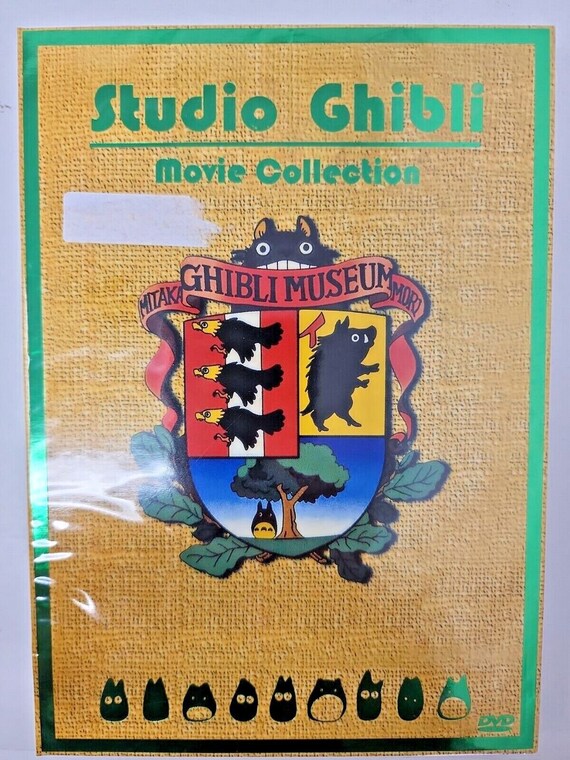 Studio Ghibli
Movie Collection
MITAKA GHIBLI MUSEUM MORI
DVD